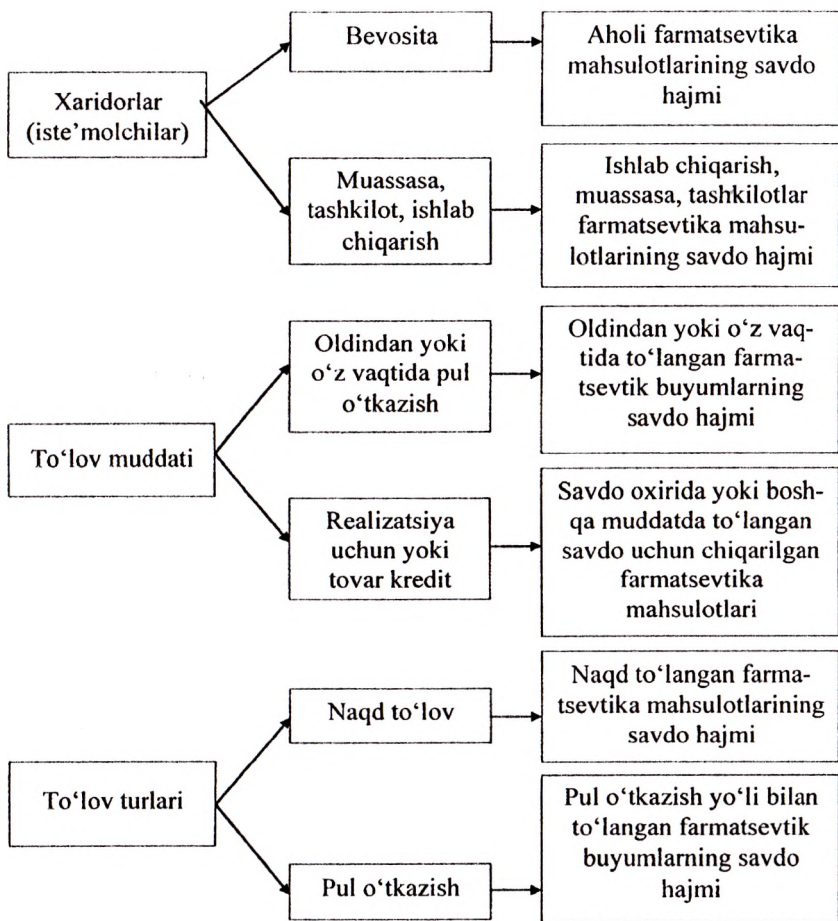 Xaridorlar
(iste’molchilar)
Bevosita
Aholi farmatsevtika
mahsulotlarining savdo
hajmi
Muassasa,
tashkilot, ishlab
chiqarish
Ishlab chiqarish,
muassasa, tashkilotlar
farmatsevtika mahsu-
lotlarining savdo hajmi
To‘lov muddati
Oldindan yoki
o‘z vaqtida pul
o‘tkazish
Oldindan yoki o‘z vaq-
tida to‘langan farma-
tsevtik buyumlarning
savdo hajmi
Realizatsiya
uchun yoki
tovar kredit
Savdo oxirida yoki bosh-
qa muddatda to‘langan
savdo uchun chiqarilgan
farmatsevtika
mahsulotlari
To‘lov turlari
Naqd to‘lov
Naqd to‘langan farma-
tsevtika mahsulotlarining
savdo hajmi
Pul o‘tkazish
Pul o‘tkazish yo‘li bilan
to‘langan farmatsevtik
buyumlarning savdo
hajmi